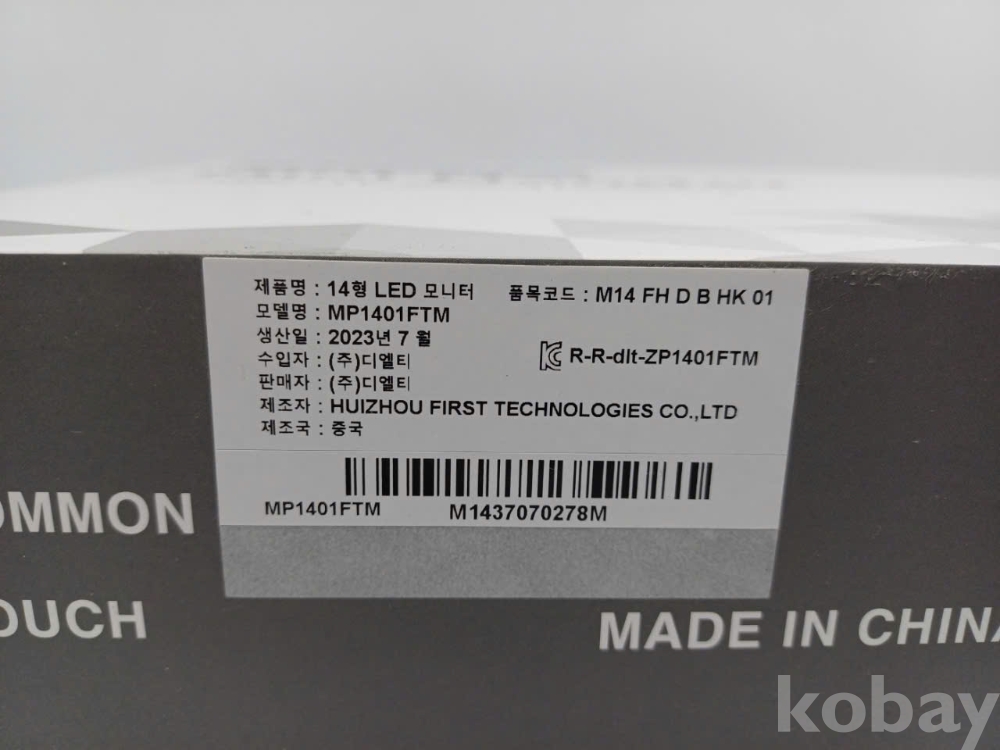 제품명 : 14형 LED 모니터
품목코드 : M14 FH D B HK 01
모델명 : MP1401FTM
생산일 : 2023년 7 월
수입자 : (주)디엘티
R-R-dlt-ZP1401FTM
판매자 : (주)디엘티
제조자 : HUIZHOU FIRST TECHNOLOGIES CO.,LTD
제조국 : 중국
MP1401FTM
M1437070278M
OMMON
OUCH
MADE IN CHINA
kobay